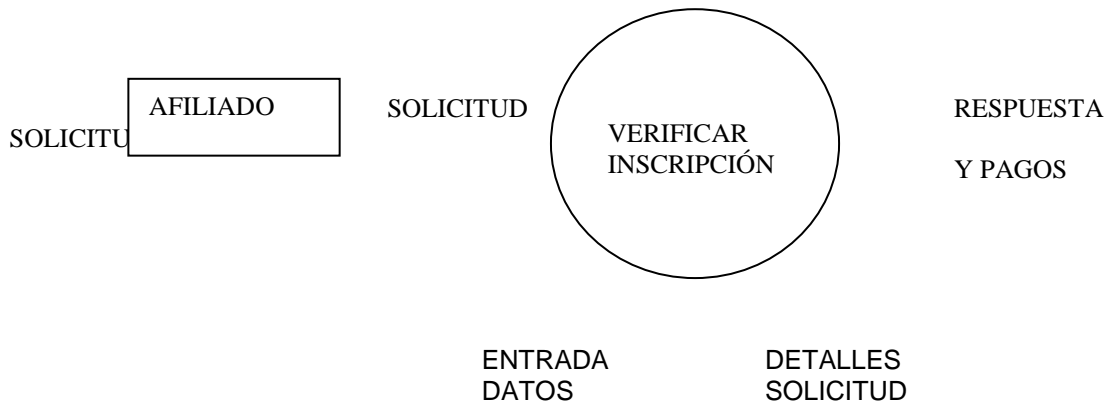 AFILIADO
SOLICITU
SOLICITUD
VERIFICAR
INSCRIPCIÓN
RESPUESTA
Y PAGOS
ENTRADA
DATOS
DETALLES
SOLICITUD